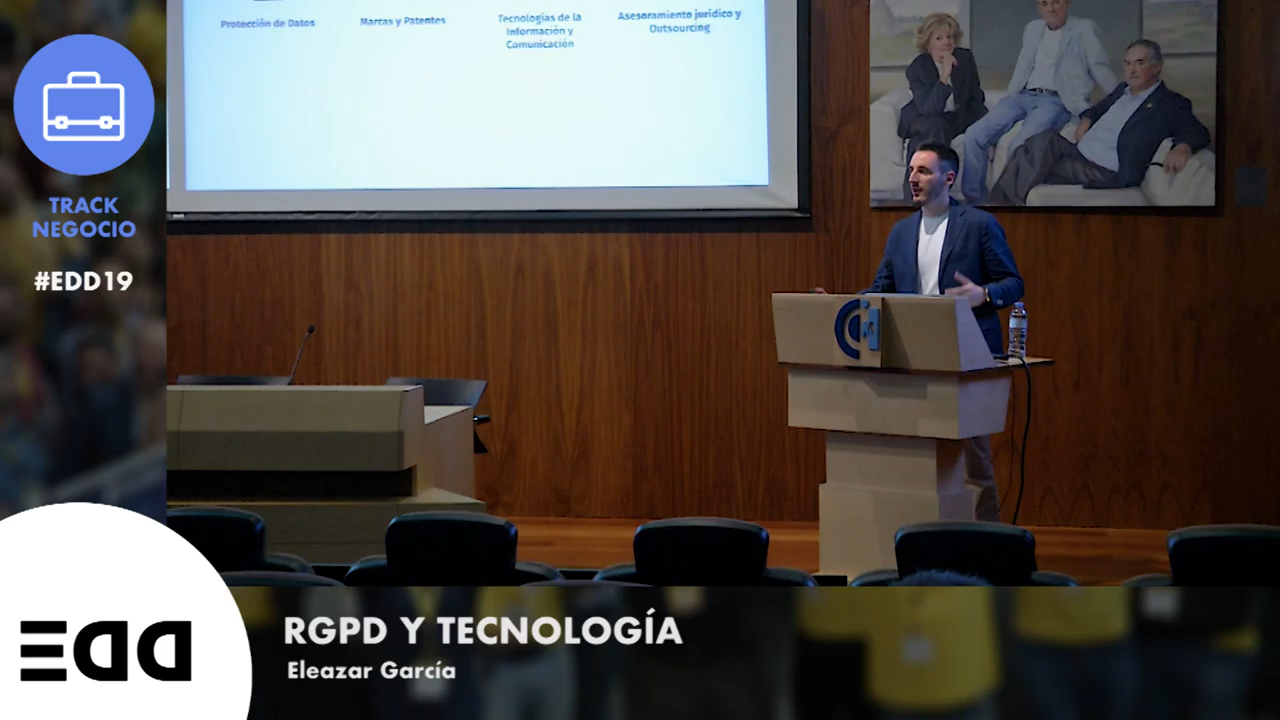 Protección de Datos
Marcas y Patentes
Tecnologías de la
Información y
Comunicación
Asesoramiento jurídico y
Outsourcing
TRACK
NEGOCIO
#EDD19
EDD
RGPD Y TECNOLOGÍA
Eleazar García